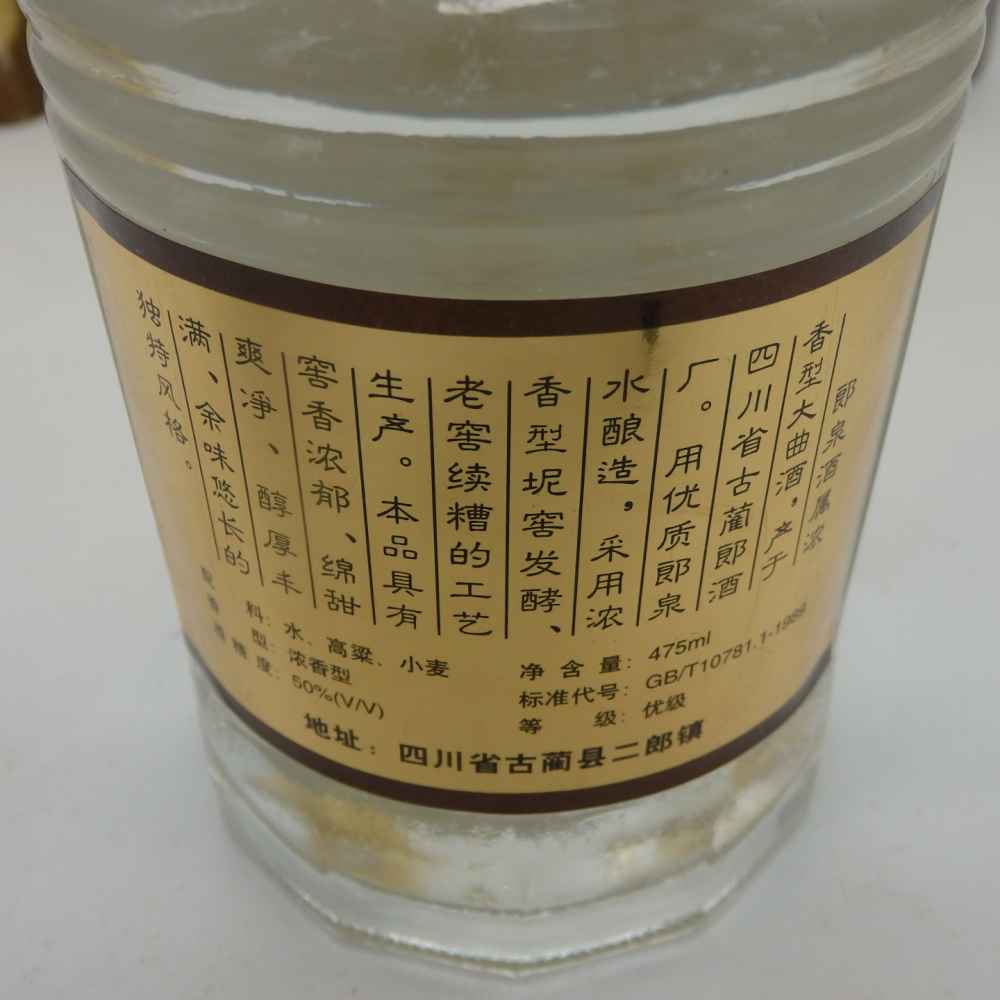 郎泉酒属浓
香型大曲酒，产于
四川省古蔺郎酒
厂。用优质郎泉
水酿造，采用浓
香型坭窖发酵、
老窖续糟的工艺
生产。本品具有
窖香浓郁、绵甜
爽净、醇厚丰
满、余味悠长的
独特风格。
料：水、高粱、小麦
香型：浓香型
酒精度：50%(V/V)
净含量：475ml
标准代号：GB/T10781.1-1989
等级：优级
地址：四川省古蔺县二郎镇